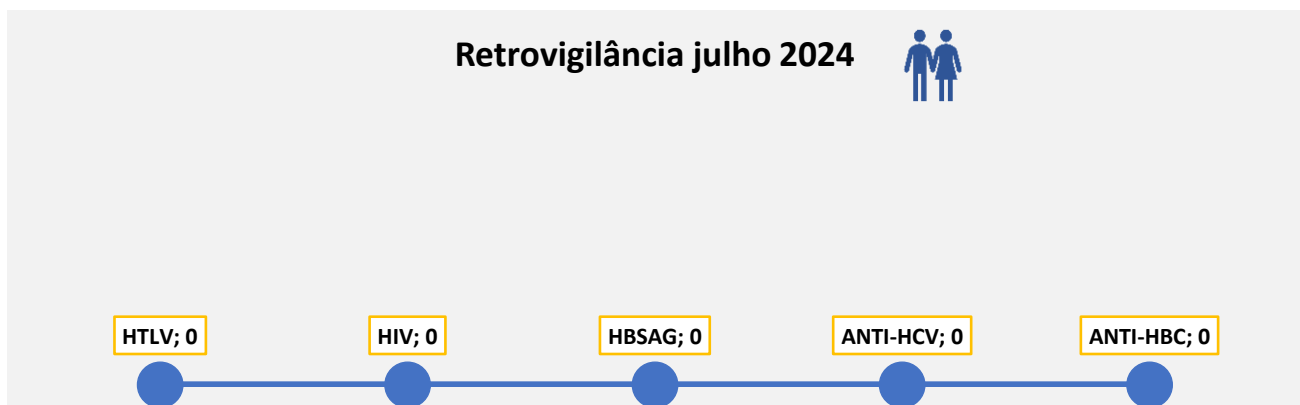 Retrovigilância julho 2024
HTLV; 0
HIV; 0
HBSAG; 0
ANTI-HCV; 0
ANTI-HBC; 0